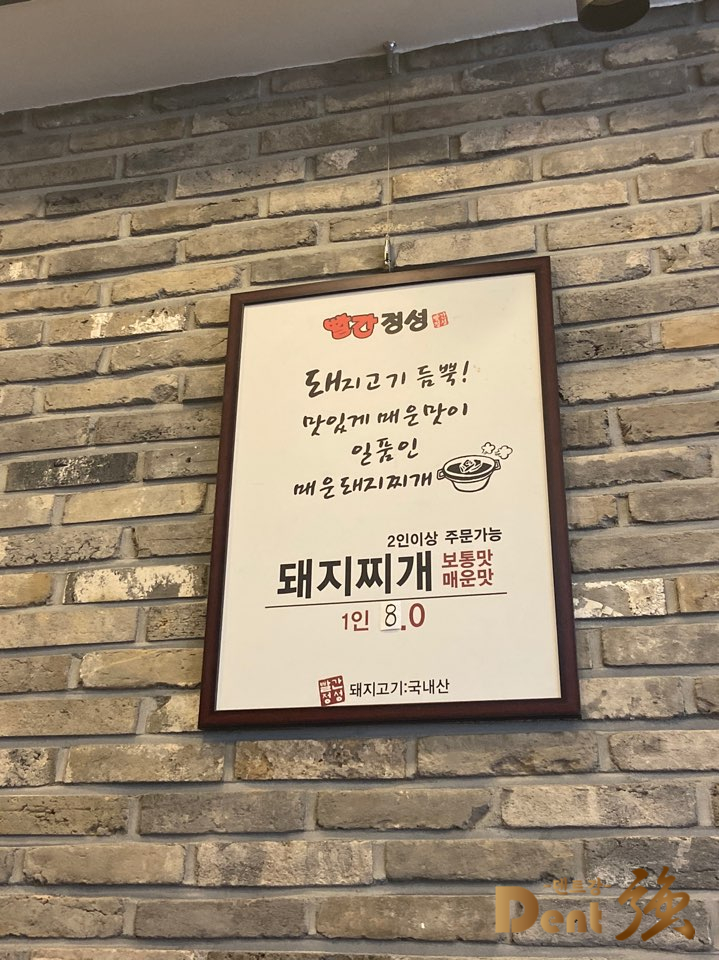 빨간 정성
돼지고기 듬뿍!
맛있게 매운맛이
일품인
매운돼지찌개
2인이상 주문가능
돼지찌개 보통맛
매운맛
1인 8.0
빨간
정성 돼지고기:국내산
Dent 强